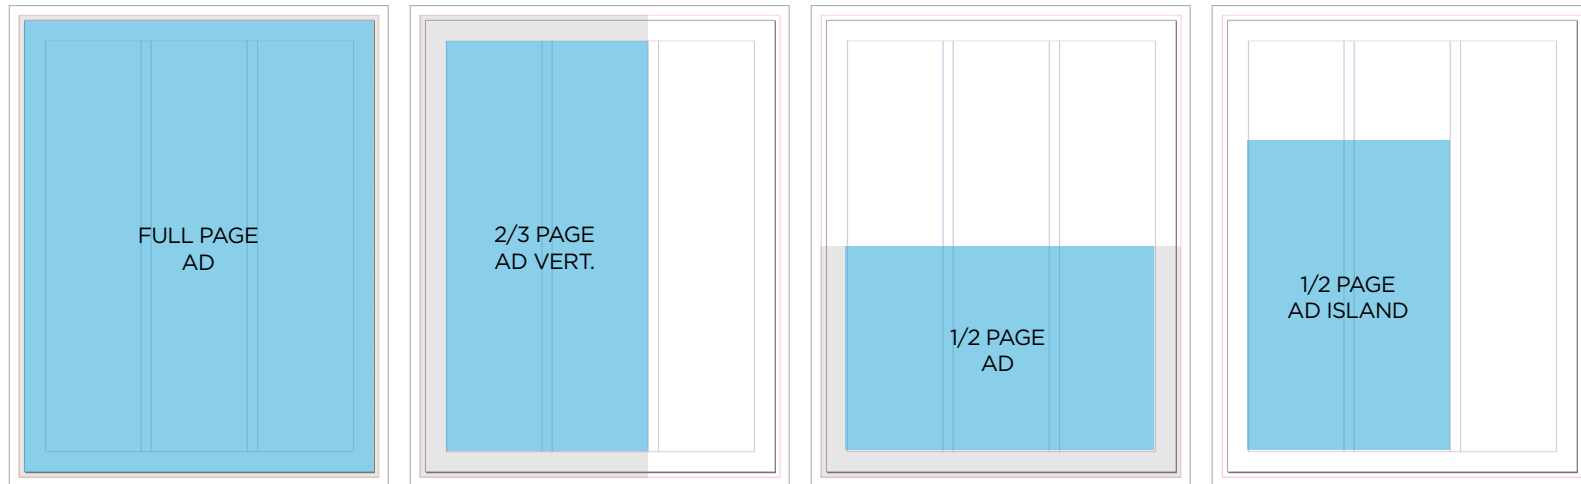 FULL PAGE
AD
2/3 PAGE
AD VERT.
1/2 PAGE
AD
1/2 PAGE
AD ISLAND